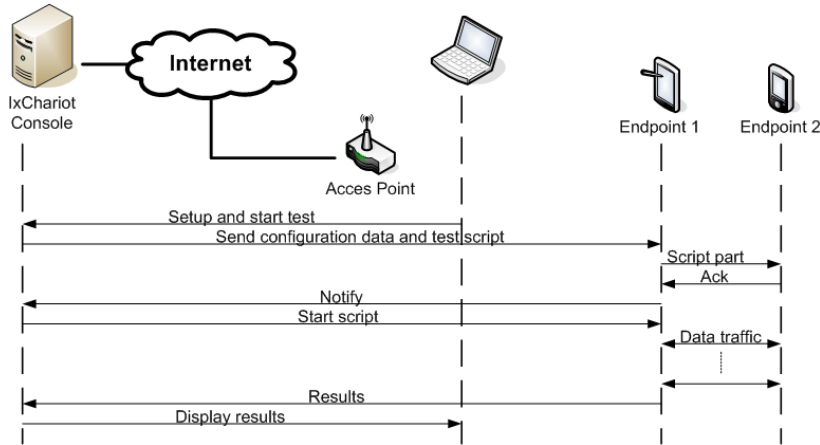 Internet
IxChariot
Console
Acces Point
Endpoint 1
Endpoint 2
Setup and start test
Send configuration data and test script
Script part
Ack
Notify
Start script
Data traffic
Results
Display results